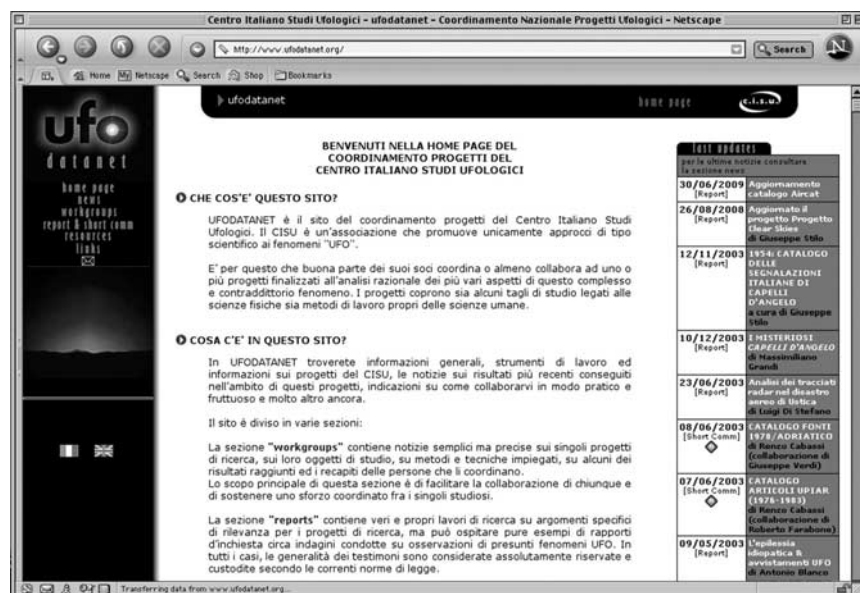 Centro Italiano Studi Ufologici - ufodatanet - Coordinamento Nazionale Progetti Ufologici - Netscape
http://www.ufodatanet.org/
Search
N
Home My Netscape Search Shop Bookmarks
ufo
datanet
home page
news
workgroups
report & short comm
resources
links
ufodatanet
home page
c.i.s.u.
BENVENUTI NELLA HOME PAGE DEL
COORDINAMENTO PROGETTI DEL
CENTRO ITALIANO STUDI UFOLOGICI
CHE COS'E' QUESTO SITO?
UFODATANET è il sito del coordinamento progetti del Centro Italiano Studi
Ufologici. Il CISU è un'associazione che promuove unicamente approcci di tipo
scientifico ai fenomeni "UFO".
E' per questo che buona parte dei suoi soci coordina o almeno collabora ad uno o
più progetti finalizzati all'analisi razionale dei più vari aspetti di questo complesso
e contraddittorio fenomeno. I progetti coprono sia alcuni tagli di studio legati alle
scienze fisiche sia metodi di lavoro propri delle scienze umane.
COSA C'E' IN QUESTO SITO?
In UFODATANET troverete informazioni generali, strumenti di lavoro ed
informazioni sui progetti del CISU, le notizie sui risultati più recenti conseguiti
nell'ambito di questi progetti, indicazioni su come collaborarvi in modo pratico e
fruttuoso e molto altro ancora.
Il sito è diviso in varie sezioni:
La sezione "workgroups" contiene notizie semplici ma precise sui singoli progetti
di ricerca, sui loro oggetti di studio, su metodi e tecniche impiegati, su alcuni dei
risultati raggiunti ed i recapiti delle persone che li coordinano.
Lo scopo principale di questa sezione è di facilitare la collaborazione di chiunque e
di sostenere uno sforzo coordinato fra i singoli studiosi.
La sezione "reports" contiene veri e propri lavori di ricerca su argomenti specifici
di rilevanza per i progetti di ricerca, ma può ospitare pure esempi di rapporti
d'inchiesta circa indagini condotte su osservazioni di presunti fenomeni UFO. In
tutti i casi, le generalità dei testimoni sono considerate assolutamente riservate e
custodite secondo le correnti norme di legge.
last updates
per le ultime notizie consultare
la sezione news
30/06/2009 Aggiornamento
[Report] catalogo Aircat
26/08/2008 Aggiornato il
[Report] progetto Progetto
Clear Skies
di Giuseppe Stilo
12/11/2003 1954: CATALOGO
[Report] DELLE
SEGNALAZIONI
ITALIANE DI
CAPELLI
D'ANGELO
a cura di Giuseppe
Stilo
10/12/2003 I MISTERIOSI
[Report] CAPELLI D'ANGELO
di Massimiliano
Grandi
23/06/2003 Analisi dei tracciati
[Report] radar nel disastro
aereo di Ustica
di Luigi Di Stefano
08/06/2003 CATALOGO FONTI
[Short Comm] 1978/ADRIATICO
di Renzo Cabassi
(collaborazione di
Giuseppe Verdi)
07/06/2003 CATALOGO
[Short Comm] ARTICOLI UPIAR
(1976-1983)
di Renzo Cabassi
(collaborazione di
Roberto Farabone)
09/05/2003 L'epilessia
[Report] idiopatica &
avvistamenti UFO
di Antonio Blanco
Transferring data from www.ufodatanet.org...